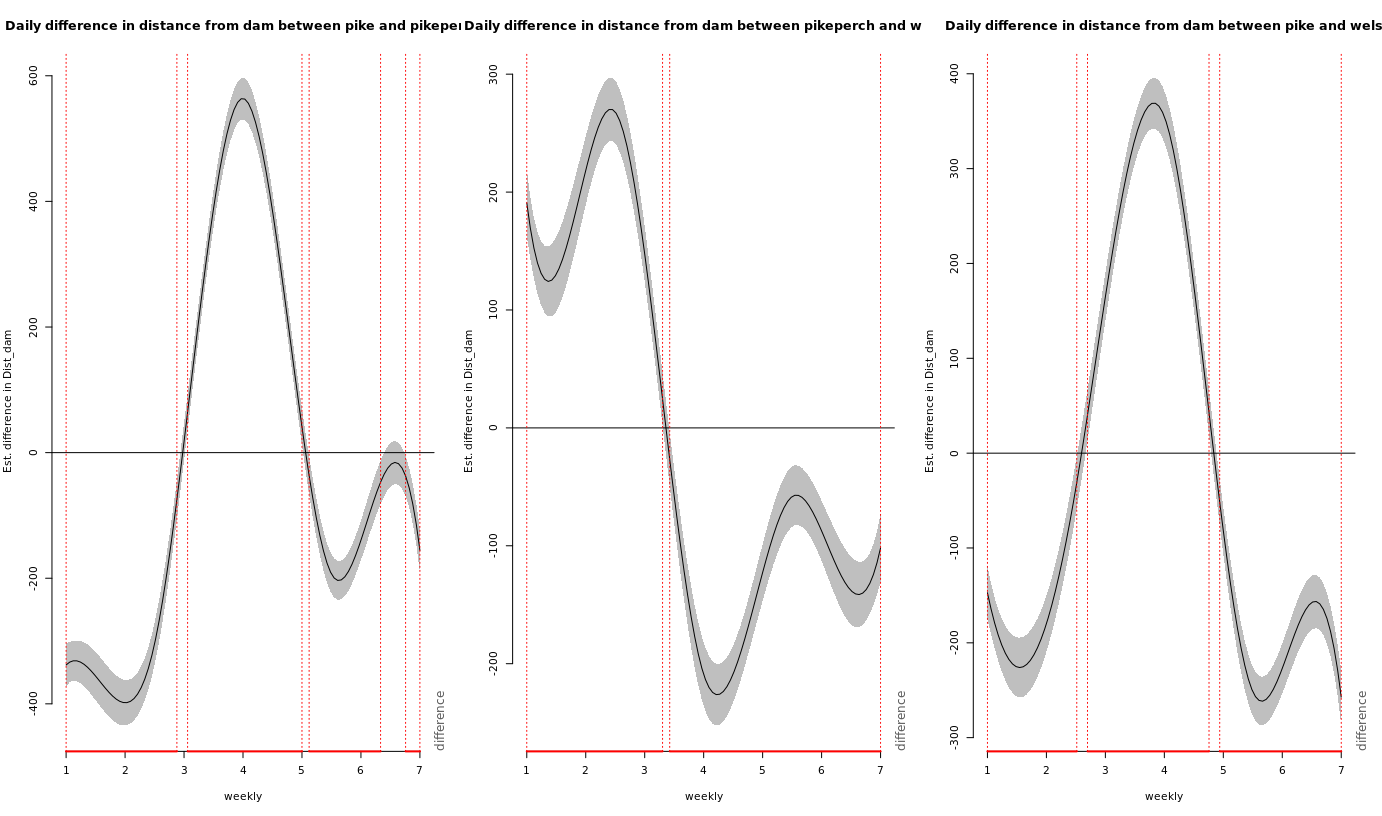 Daily difference in distance from dam between pike and pikeper
Est. difference in Dist_dam
600
400
200
0
-200
-400
1 2 3 4 5 6 7
weekly
difference
Daily difference in distance from dam between pikeperch and w
Est. difference in Dist_dam
300
200
100
0
-100
-200
1 2 3 4 5 6 7
weekly
difference
Daily difference in distance from dam between pike and wels
Est. difference in Dist_dam
400
300
200
100
0
-100
-200
-300
1 2 3 4 5 6 7
weekly
difference